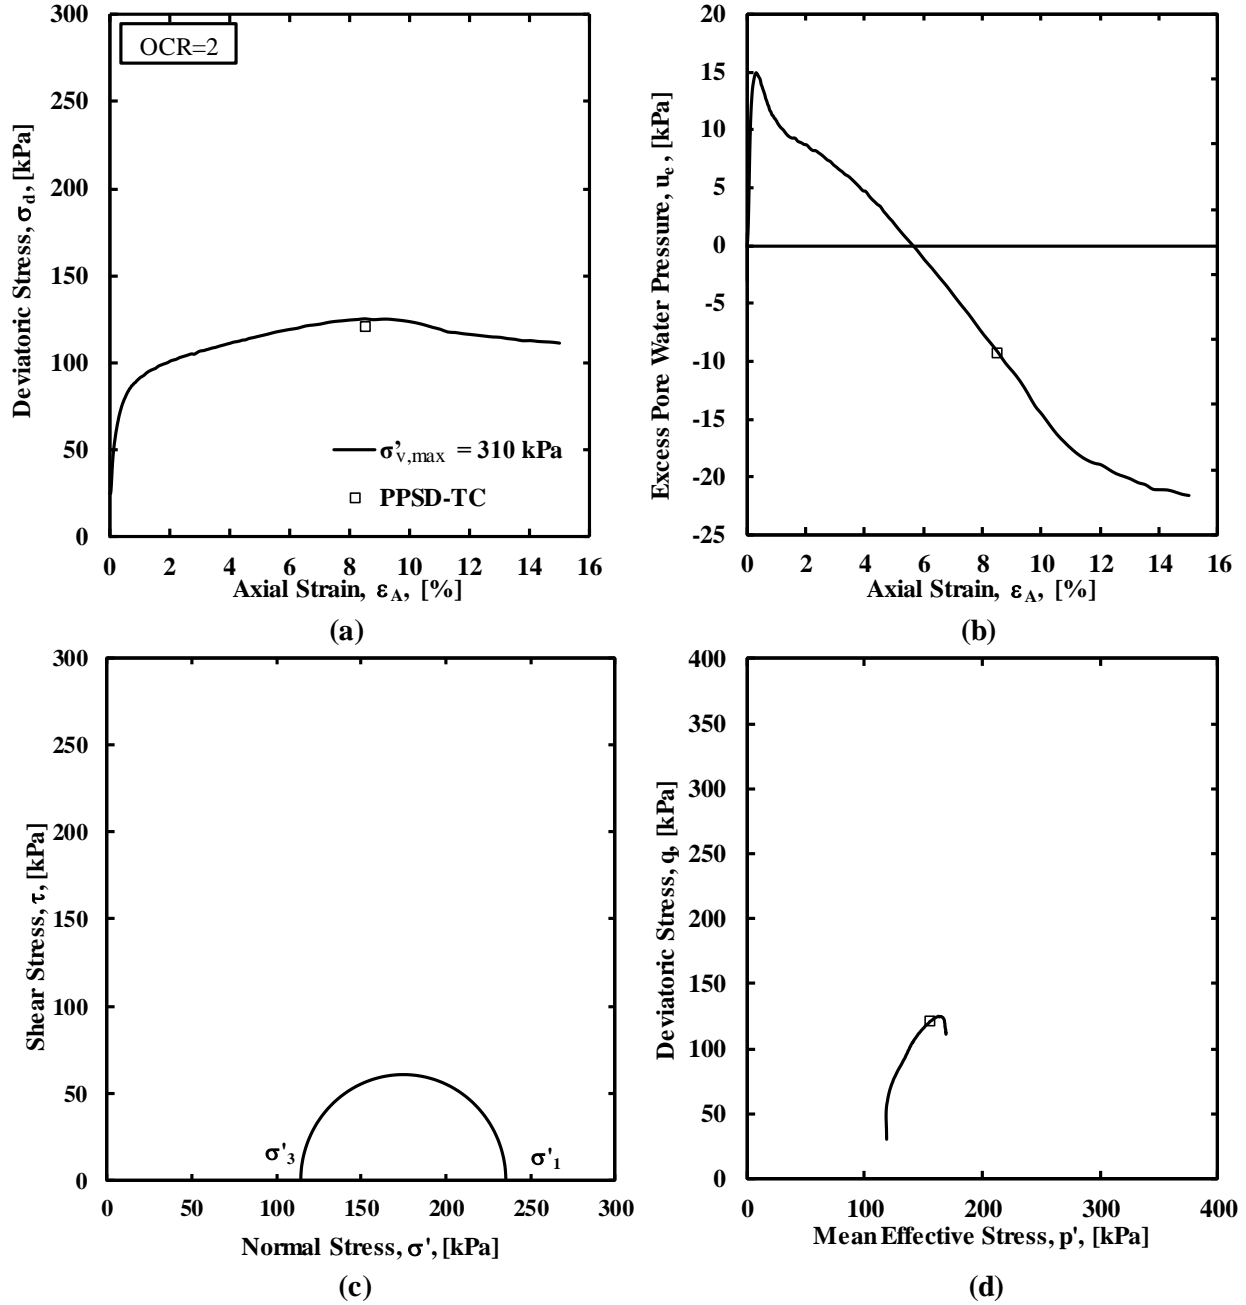 300
250
200
150
100
50
0
Deviatoric Stress, σd, [kPa]
OCR=2
σ'v,max = 310 kPa
PPSD-TC
0 2 4 6 8 10 12 14 16
Axial Strain, εA, [%]
(a)
20
15
10
5
0
-5
-10
-15
-20
-25
Excess Pore Water Pressure, ue, [kPa]
0 2 4 6 8 10 12 14 16
Axial Strain, εA, [%]
(b)
300
250
200
150
100
50
0
Shear Stress, τ, [kPa]
σ'3
σ'1
0 50 100 150 200 250 300
Normal Stress, σ', [kPa]
(c)
400
350
300
250
200
150
100
50
0
Deviatoric Stress, q, [kPa]
0 100 200 300 400
Mean Effective Stress, p', [kPa]
(d)